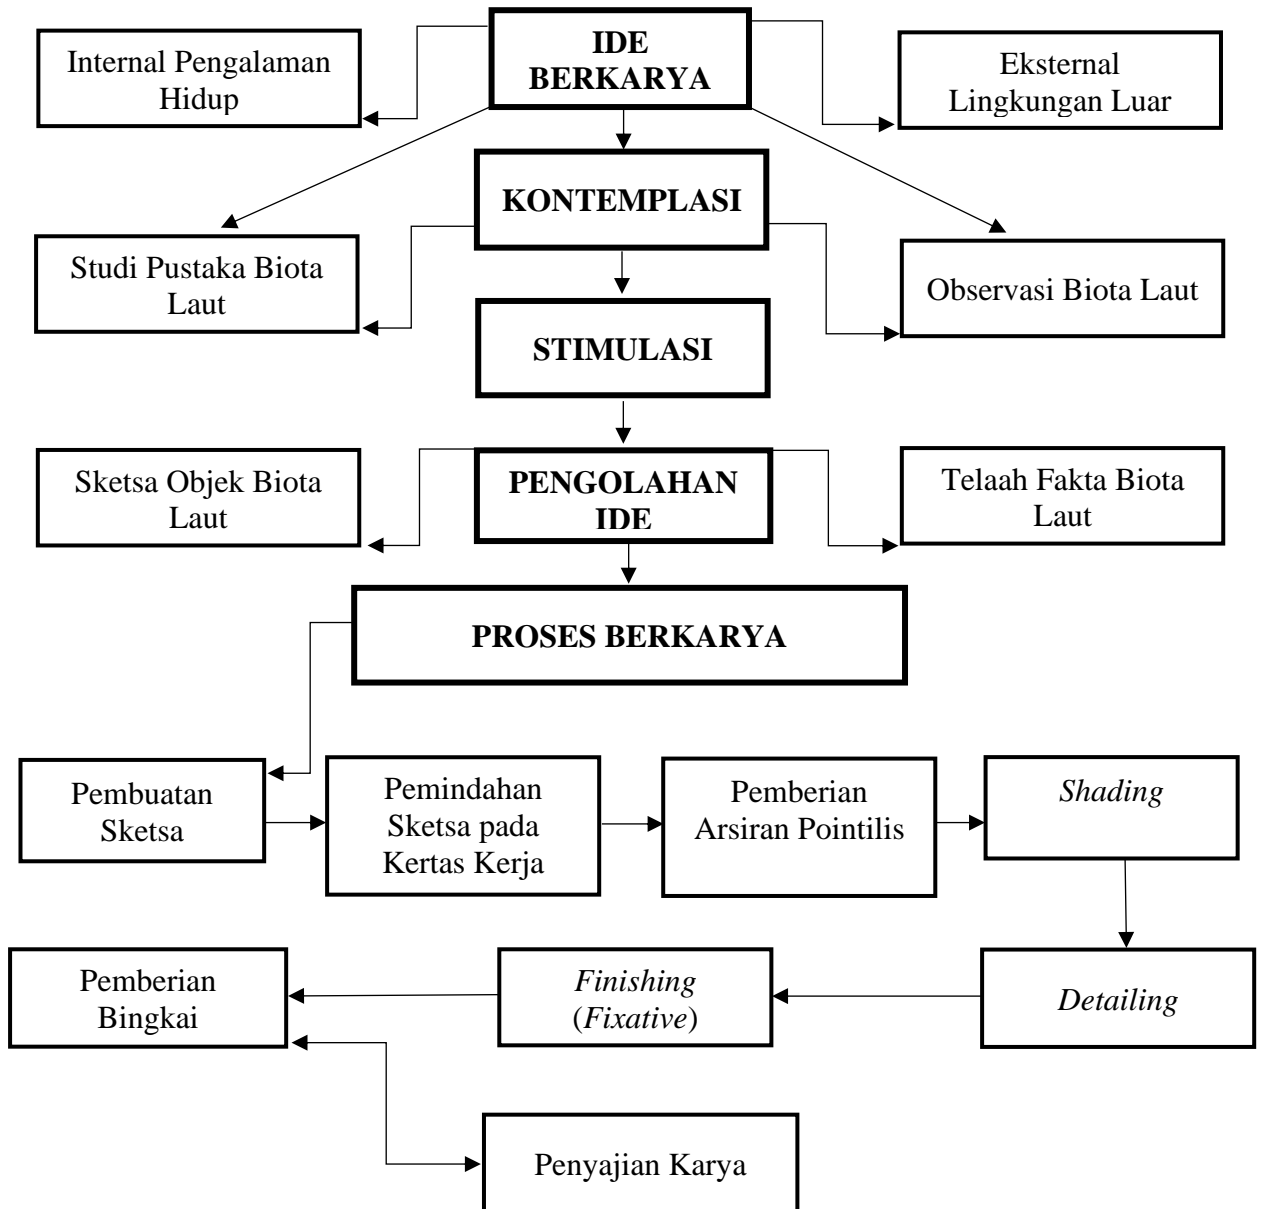 IDE
BERKARYA
Internal Pengalaman
Hidup
Eksternal
Lingkungan Luar
KONTEMPLASI
Studi Pustaka Biota
Laut
Observasi Biota Laut
STIMULASI
Sketsa Objek Biota
Laut
PENGOLAHAN
IDE
Telaah Fakta Biota
Laut
PROSES BERKARYA
Pembuatan
Sketsa
Pemindahan
Sketsa pada
Kertas Kerja
Pemberian
Arsiran Pointilis
Shading
Detailing
Finishing
(Fixative)
Pemberian
Bingkai
Penyajian Karya